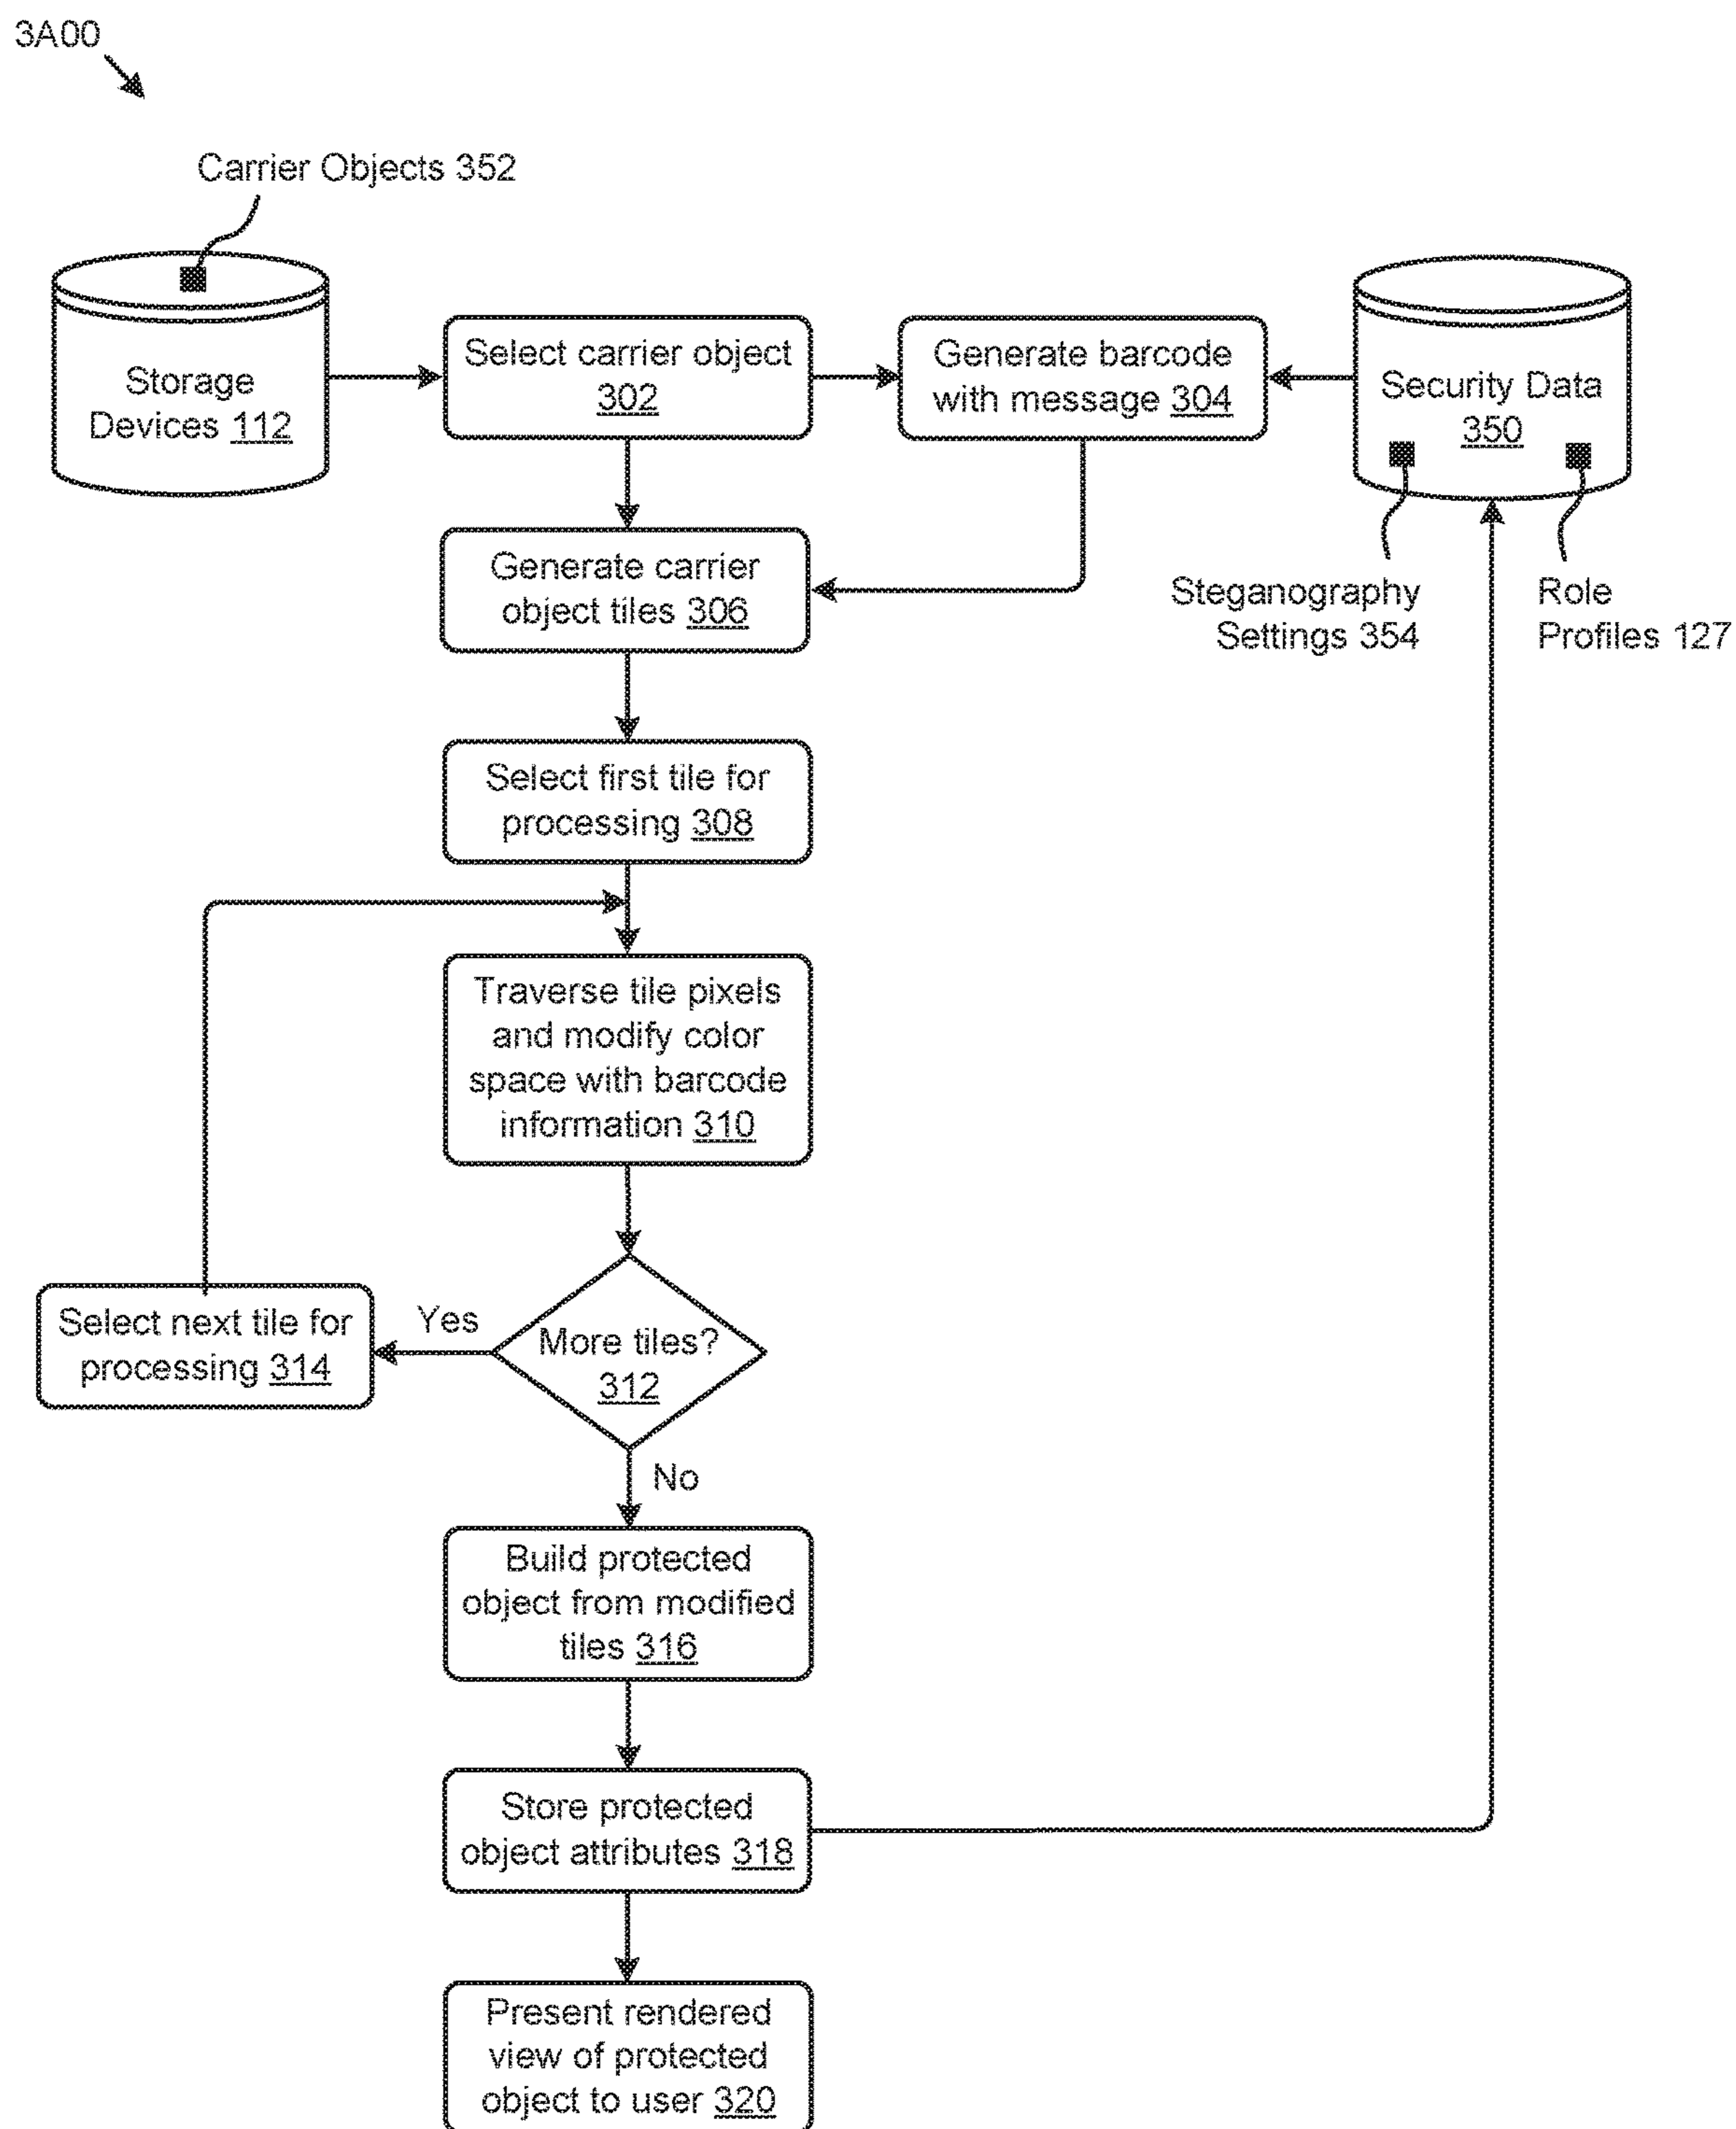 3A00
Carrier Objects 352
Storage
Devices 112
Select carrier object
302
Generate barcode
with message 304
Security Data
350
Steganography
Settings 354
Role
Profiles 127
Generate carrier
object tiles 306
Select first tile for
processing 308
Traverse tile pixels
and modify color
space with barcode
information 310
Select next tile for
processing 314
Yes
More tiles?
312
No
Build protected
object from modified
tiles 316
Store protected
object attributes 318
Present rendered
view of protected
object to user 320